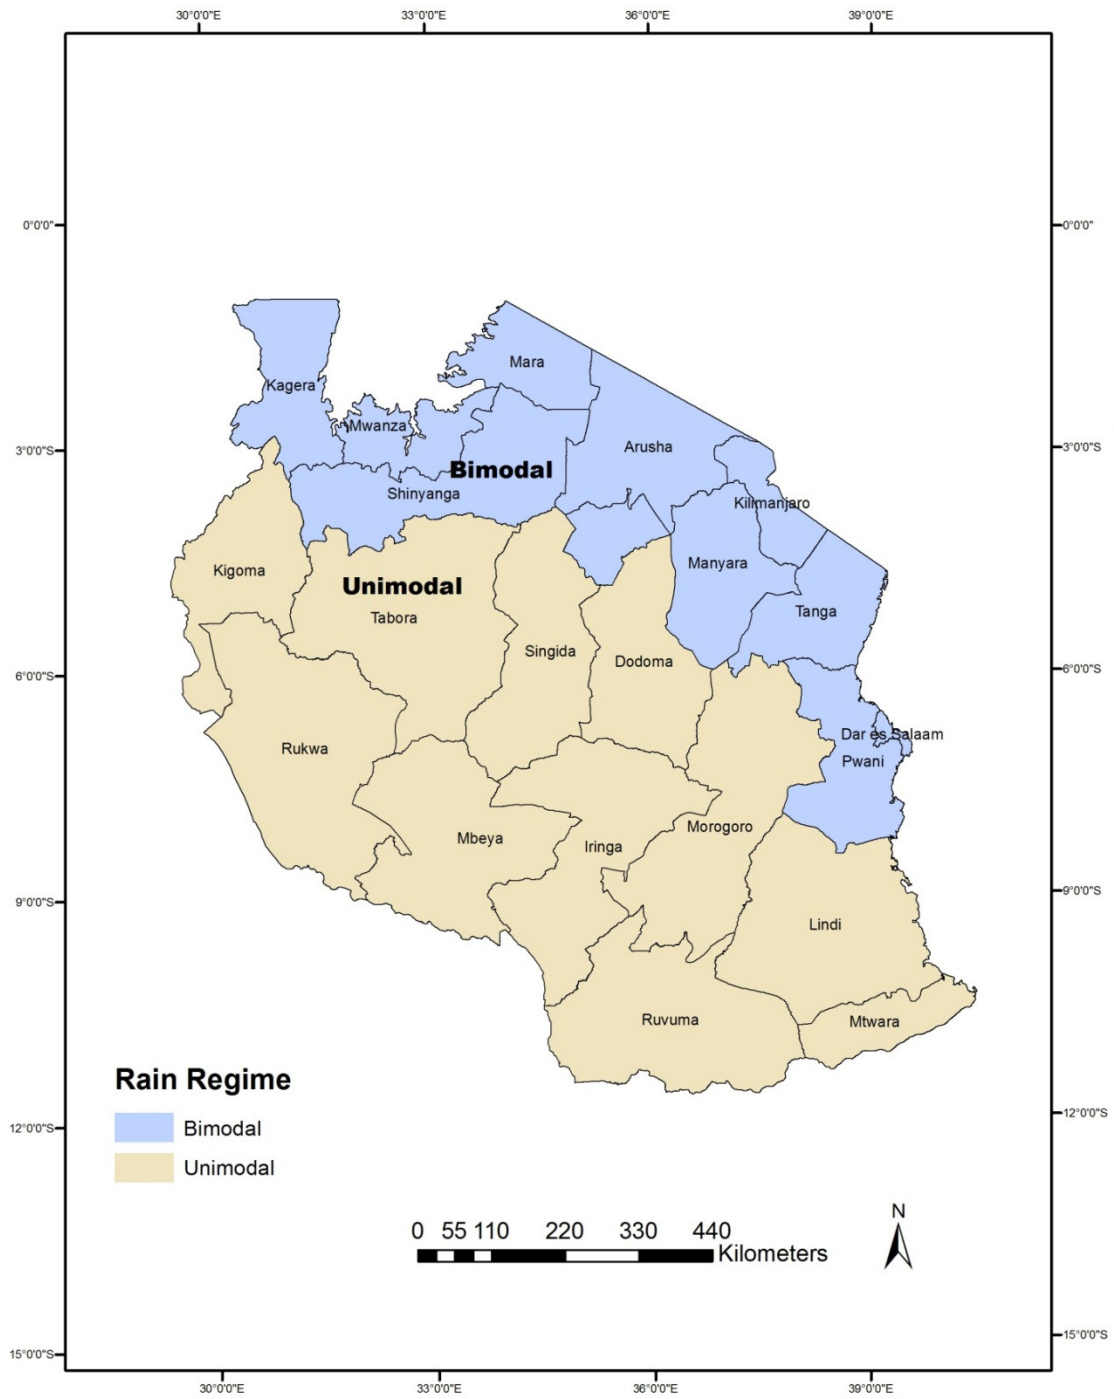 30°0'0"E 33°0'0"E 36°0'0"E 39°0'0"E
0°0'0" 0°0'0"
Mara
Kagera
Mwanza
Arusha
3°0'0"S 3°0'0"S
Bimodal
Shinyanga
Kilimanjaro
Manyara
Kigoma
Unimodal
Tabora
Tanga
Singida
Dodoma
6°0'0"S 6°0'0"S
Dar es Salaam
Rukwa
Pwani
Morogoro
Mbeya
Iringa
9°0'0"S 9°0'0"S
Lindi
Ruvuma
Mtwara
Rain Regime
Bimodal
Unimodal
12°0'0"S 12°0'0"S
N
0 55 110 220 330 440
Kilometers
15°0'0"S 15°0'0"S
30°0'0"E 33°0'0"E 36°0'0"E 39°0'0"E